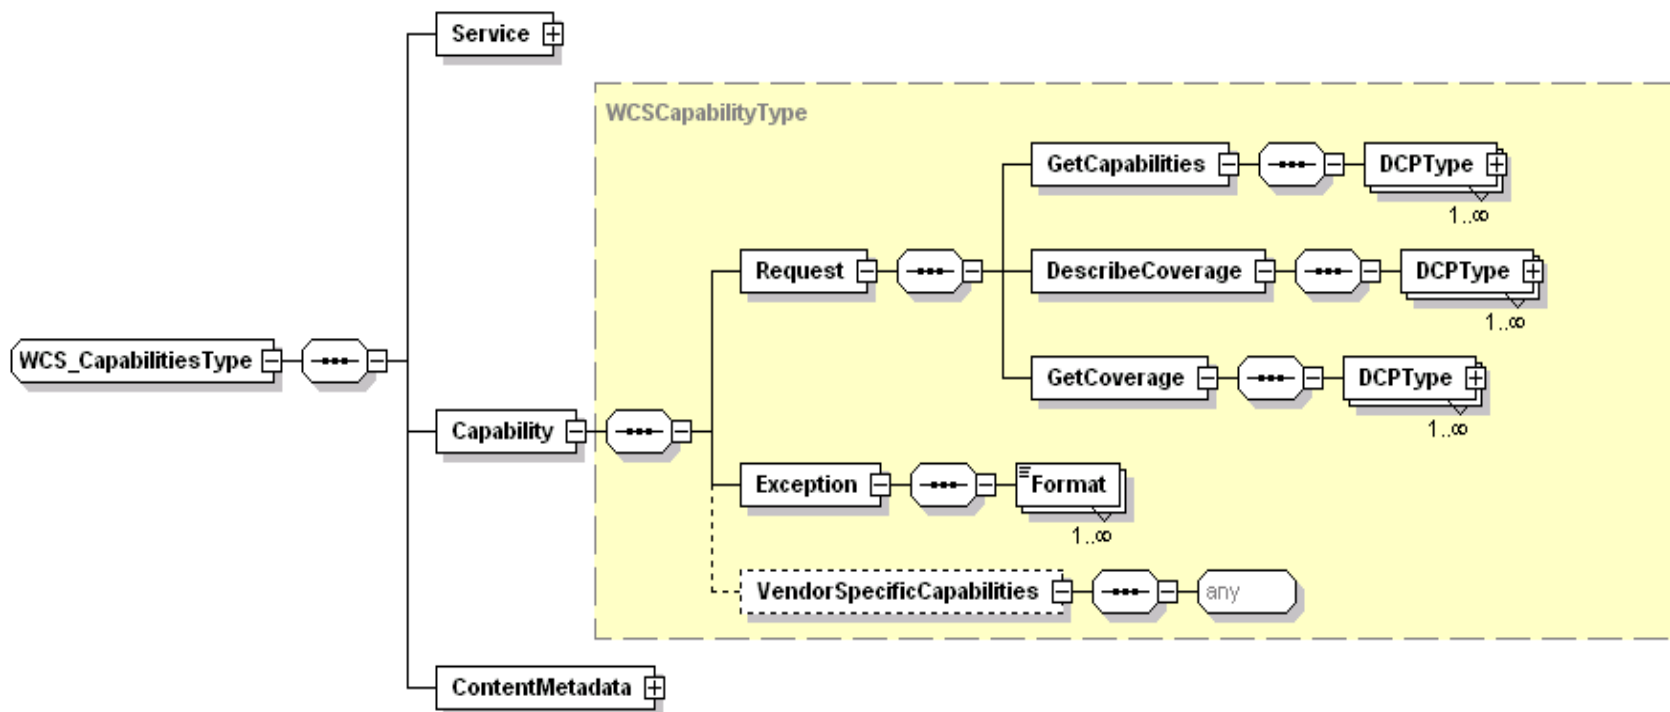 Service
WCSCapabilityType
GetCapabilities
DCPType
1..∞
Request
DescribeCoverage
DCPType
1..∞
WCS_CapabilitiesType
GetCoverage
DCPType
1..∞
Capability
Exception
Format
1..∞
VendorSpecificCapabilities
any
ContentMetadata